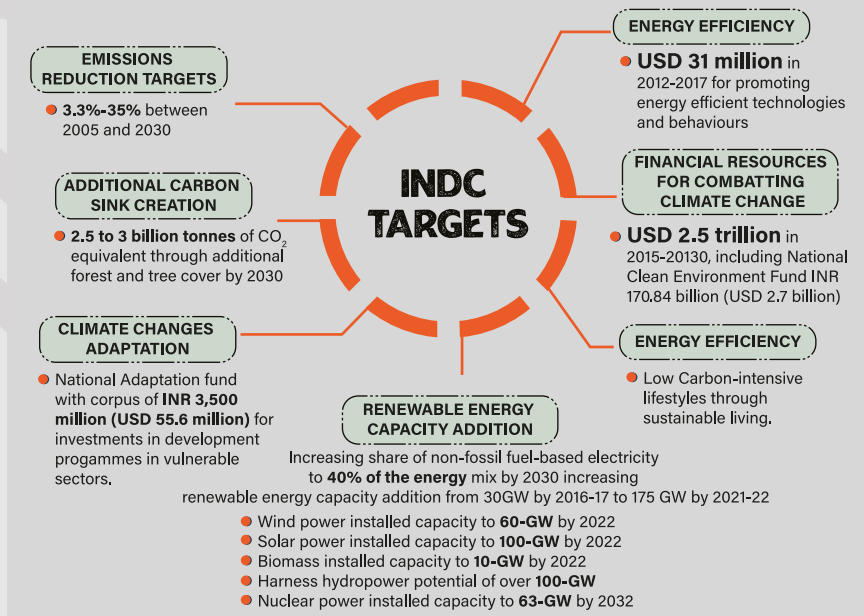 INDC
TARGETS
EMISSIONS
REDUCTION TARGETS
3.3%-35% between
2005 and 2030
ADDITIONAL CARBON
SINK CREATION
2.5 to 3 billion tonnes of CO₂
equivalent through additional
forest and tree cover by 2030
CLIMATE CHANGES
ADAPTATION
National Adaptation fund
with corpus of INR 3,500
million (USD 55.6 million) for
investments in development
progammes in vulnerable
sectors.
ENERGY EFFICIENCY
USD 31 million in
2012-2017 for promoting
energy efficient technologies
and behaviours
FINANCIAL RESOURCES
FOR COMBATTING
CLIMATE CHANGE
USD 2.5 trillion in
2015-20130, including National
Clean Environment Fund INR
170.84 billion (USD 2.7 billion)
ENERGY EFFICIENCY
Low Carbon-intensive
lifestyles through
sustainable living.
RENEWABLE ENERGY
CAPACITY ADDITION
Increasing share of non-fossil fuel-based electricity
to 40% of the energy mix by 2030 increasing
renewable energy capacity addition from 30GW by 2016-17 to 175 GW by 2021-22
Wind power installed capacity to 60-GW by 2022
Solar power installed capacity to 100-GW by 2022
Biomass installed capacity to 10-GW by 2022
Harness hydropower potential of over 100-GW
Nuclear power installed capacity to 63-GW by 2032